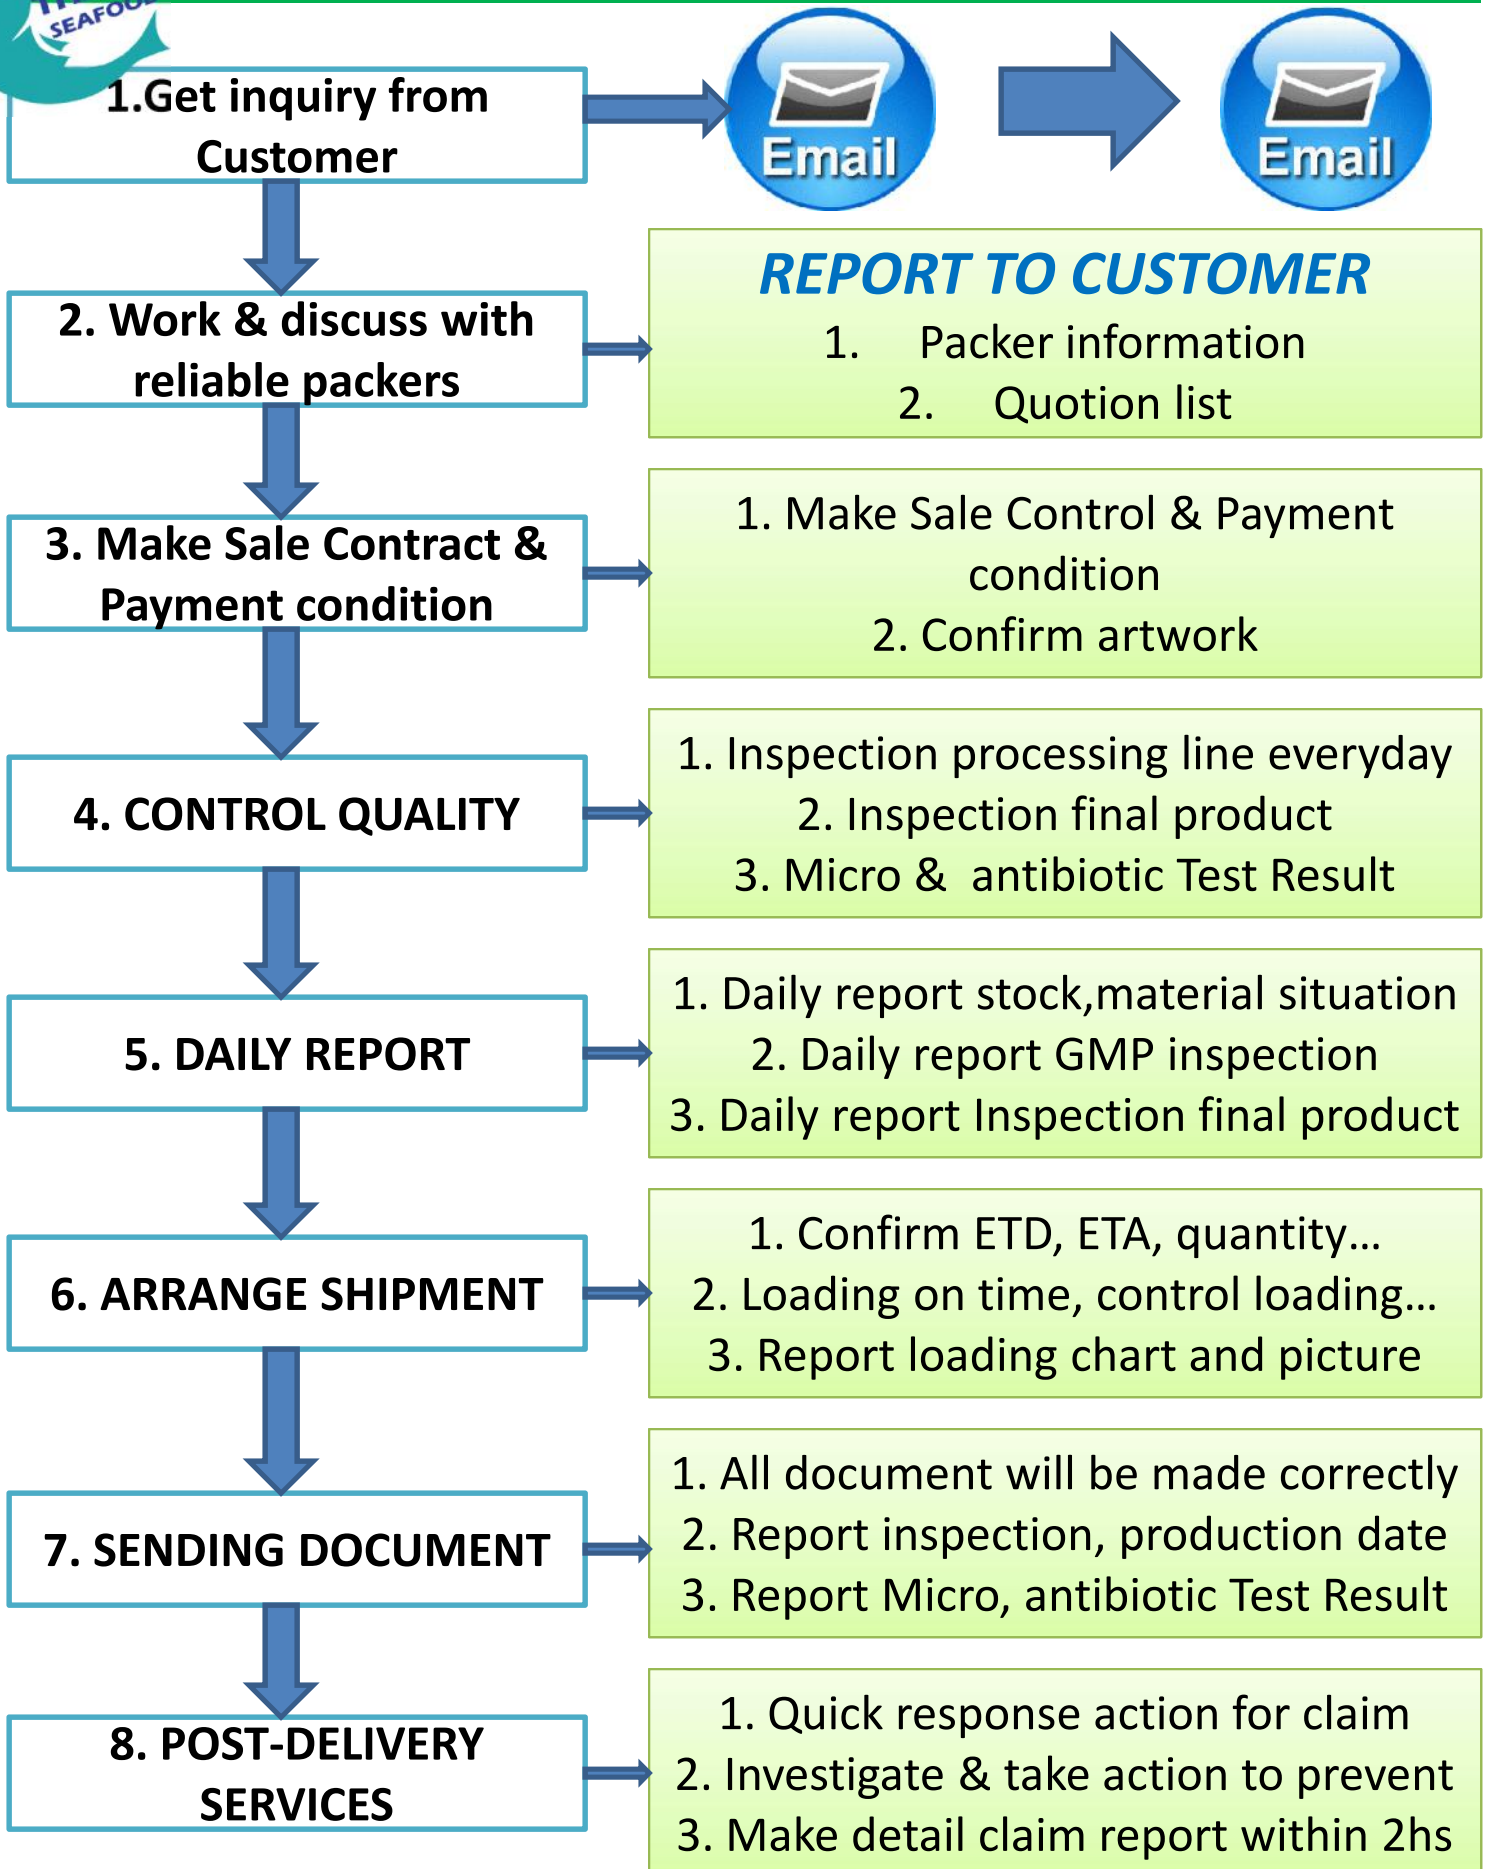 SEAFOOD
1.Get inquiry from
Customer
Email
Email
2. Work & discuss with
reliable packers
REPORT TO CUSTOMER
1. Packer information
2. Quotion list
3. Make Sale Contract &
Payment condition
1. Make Sale Control & Payment
condition
2. Confirm artwork
4. CONTROL QUALITY
1. Inspection processing line everyday
2. Inspection final product
3. Micro & antibiotic Test Result
5. DAILY REPORT
1. Daily report stock,material situation
2. Daily report GMP inspection
3. Daily report Inspection final product
6. ARRANGE SHIPMENT
1. Confirm ETD, ETA, quantity...
2. Loading on time, control loading...
3. Report loading chart and picture
7. SENDING DOCUMENT
1. All document will be made correctly
2. Report inspection, production date
3. Report Micro, antibiotic Test Result
8. POST-DELIVERY
SERVICES
1. Quick response action for claim
2. Investigate & take action to prevent
3. Make detail claim report within 2hs